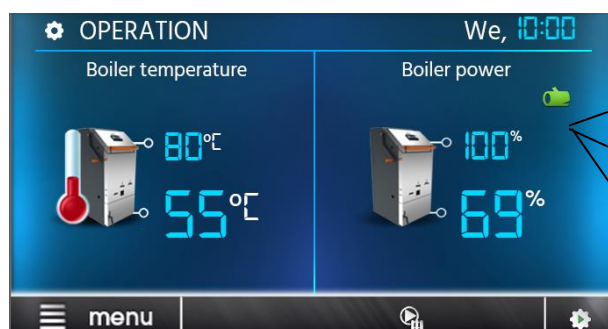 OPERATION We, 10:00
Boiler temperature Boiler power
80°C 100%
55°C 69%
menu